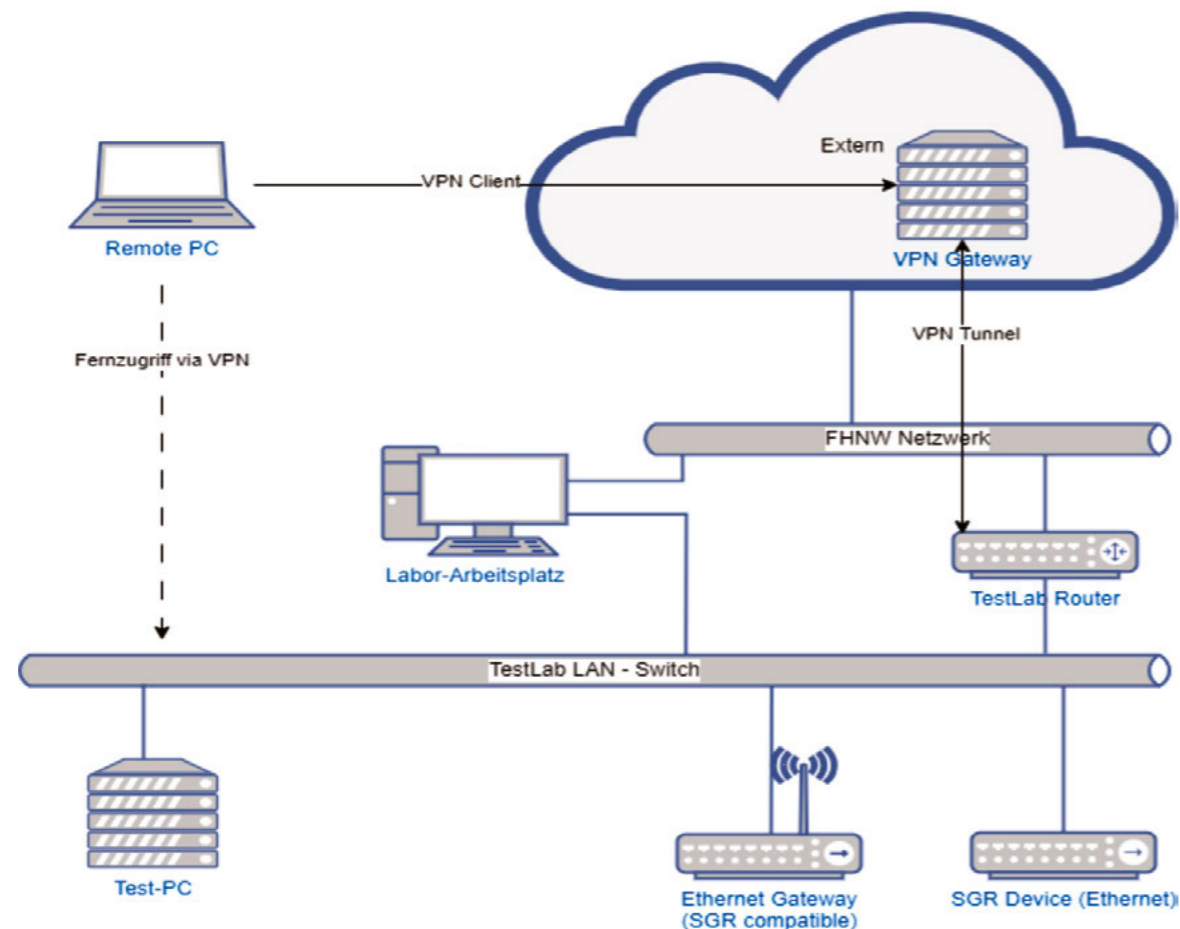 Extern
VPN Client
Remote PC
VPN Gateway
VPN Tunnel
Fernzugriff via VPN
FHNW Netzwerk
Labor-Arbeitsplatz
TestLab Router
TestLab LAN - Switch
Test-PC
Ethernet Gateway
(SGR compatible)
SGR Device (Ethernet)